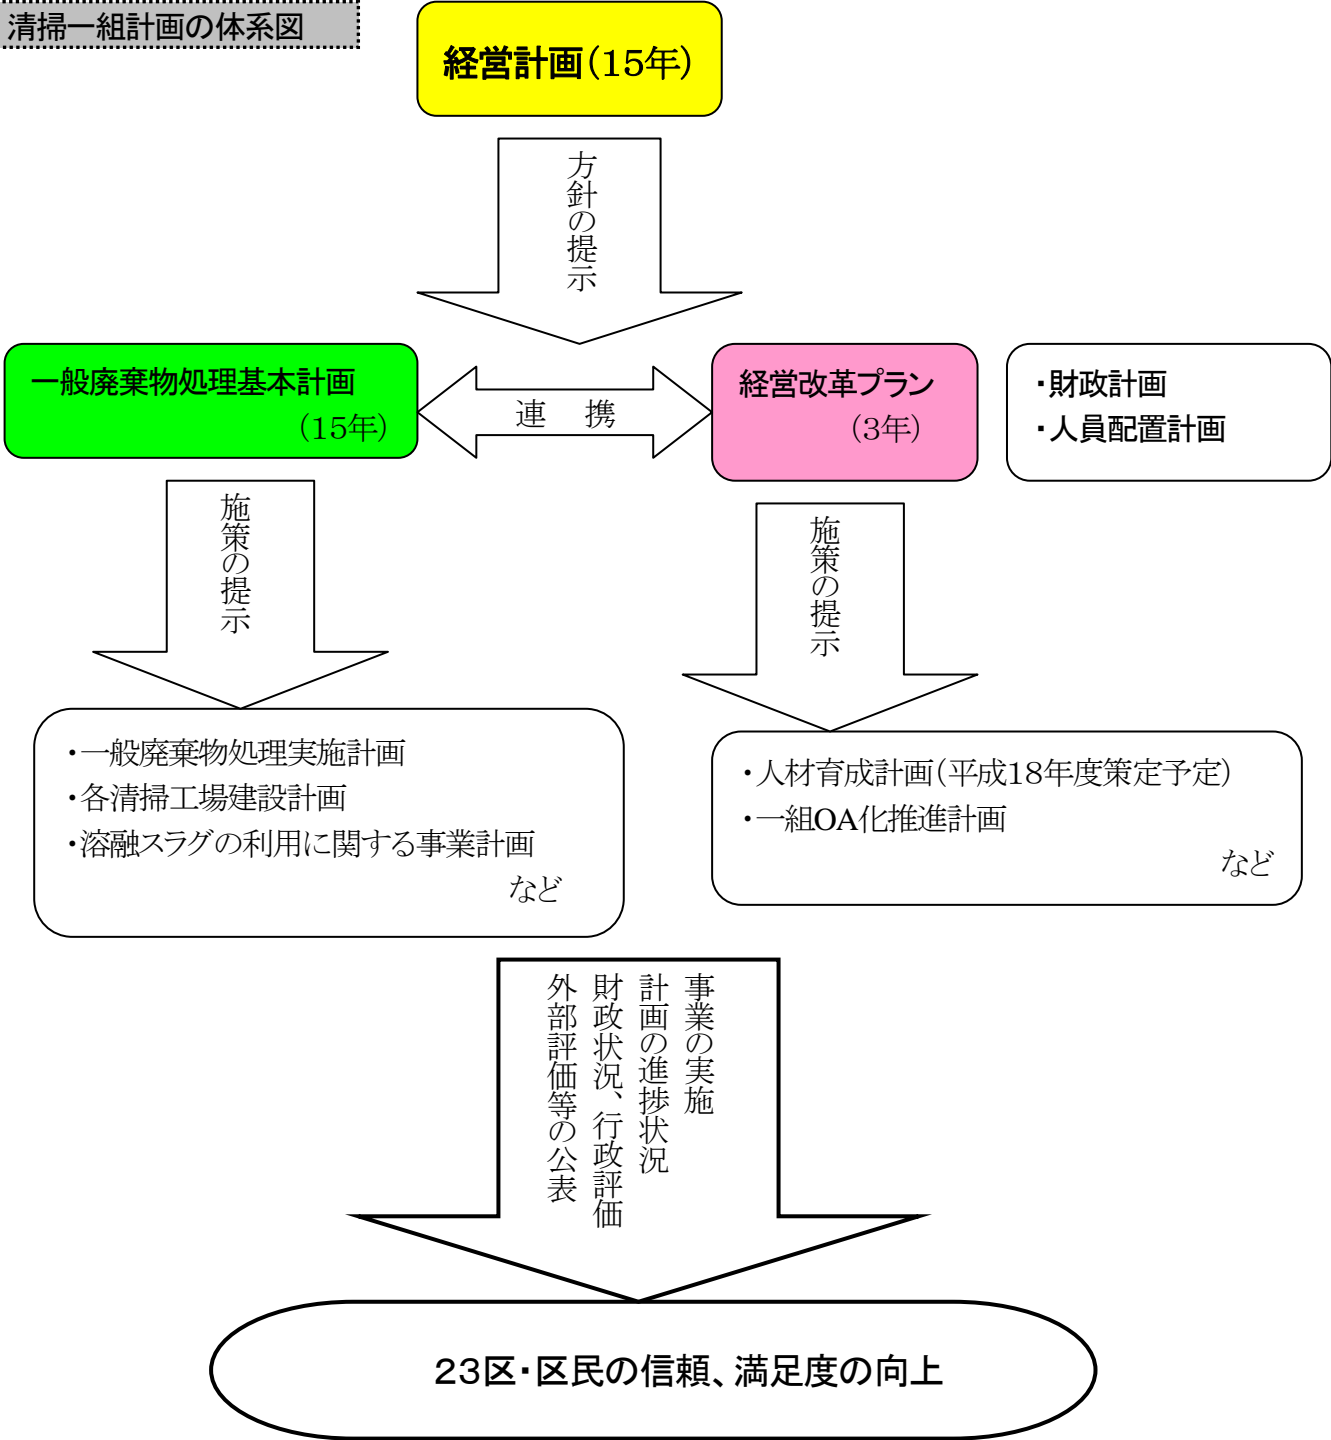 清掃一組計画の体系図
経営計画(15年)
方針の提示
一般廃棄物処理基本計画
(15年)
連　携
経営改革プラン
(3年)
・財政計画
・人員配置計画
施策の提示
施策の提示
・一般廃棄物処理実施計画
・各清掃工場建設計画
・溶融スラグの利用に関する事業計画
など
・人材育成計画(平成18年度策定予定)
・一組OA化推進計画
など
事業の実施
計画の進捗状況
財政状況、行政評価
外部評価等の公表
23区・区民の信頼、満足度の向上